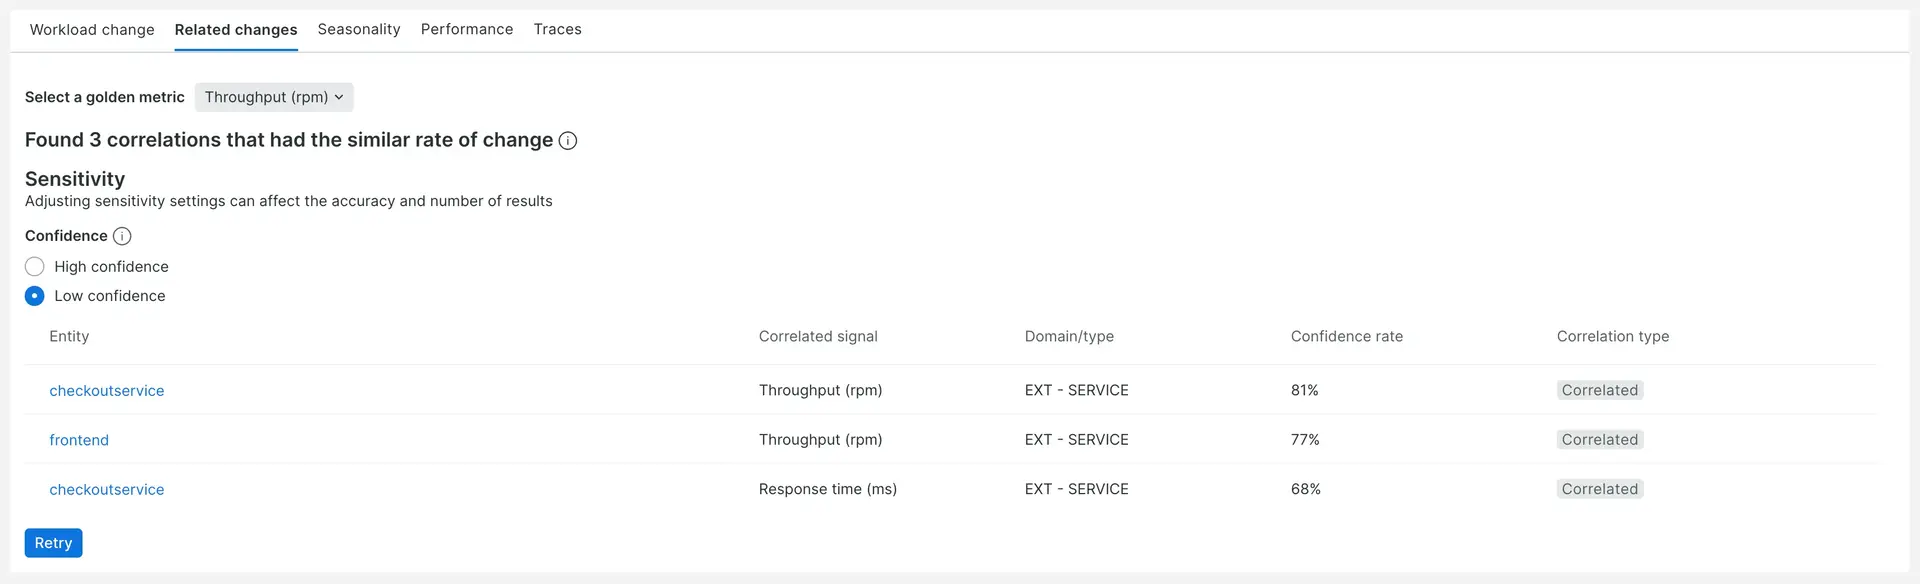 Workload change Related changes Seasonality Performance Traces
Select a golden metric Throughput (rpm)
Found 3 correlations that had the similar rate of change
Sensitivity
Adjusting sensitivity settings can affect the accuracy and number of results
Confidence
High confidence
Low confidence
Entity Correlated signal Domain/type Confidence rate Correlation type
checkoutservice Throughput (rpm) EXT - SERVICE 81% Correlated
frontend Throughput (rpm) EXT - SERVICE 77% Correlated
checkoutservice Response time (ms) EXT - SERVICE 68% Correlated
Retry